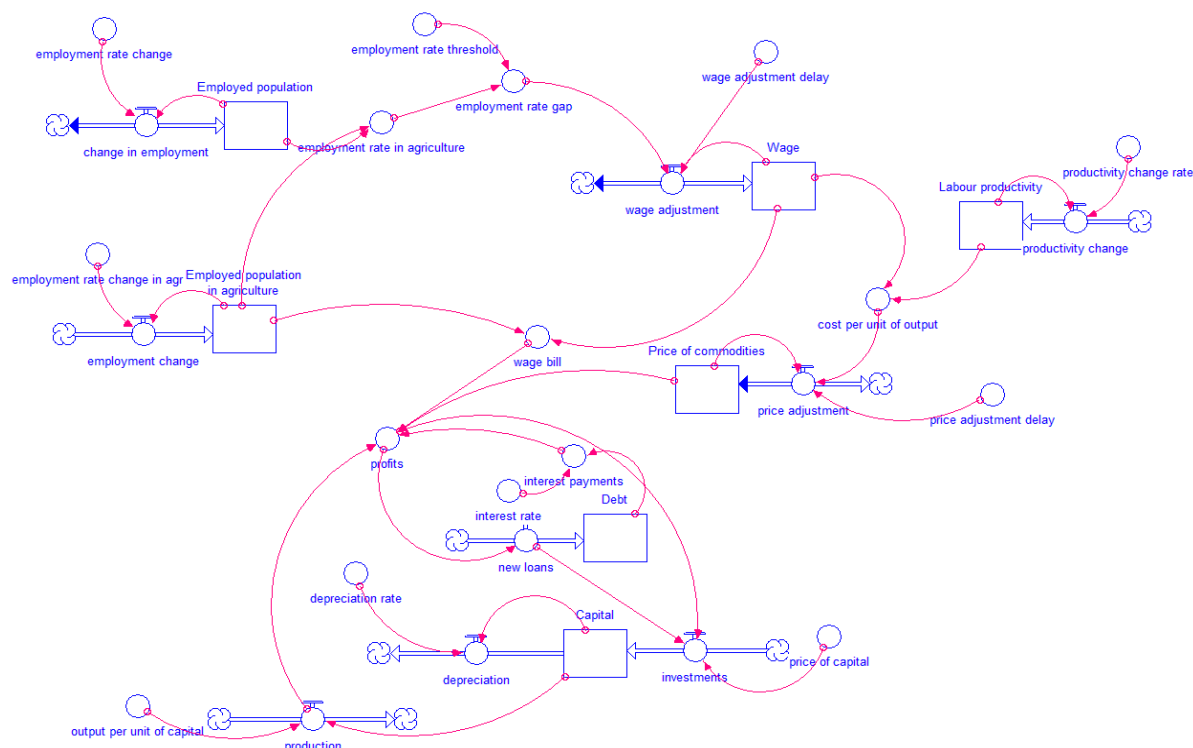 employment rate change
employment rate threshold
wage adjustment delay
Employed population
employment rate gap
change in employment
employment rate in agriculture
Wage
productivity change rate
Labour productivity
wage adjustment
productivity change
employment rate change in agr
Employed population
in agriculture
cost per unit of output
employment change
wage bill
Price of commodities
price adjustment
price adjustment delay
profits
interest payments
Debt
interest rate
new loans
depreciation rate
Capital
depreciation
investments
price of capital
output per unit of capital
production